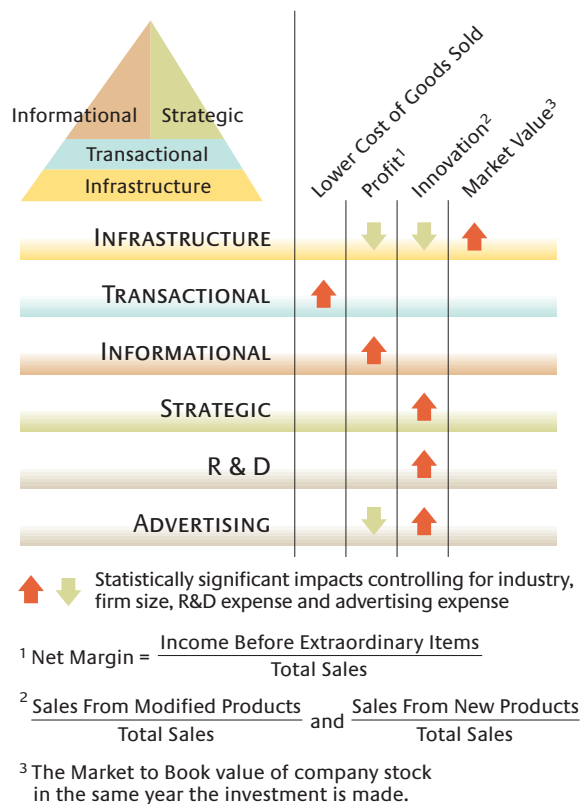 Informational Strategic
Transactional
Infrastructure
Lower Cost of Goods Sold
Profit¹
Innovation²
Market Value³
INFRASTRUCTURE
TRANSACTIONAL
INFORMATIONAL
STRATEGIC
R & D
ADVERTISING
Statistically significant impacts controlling for industry,
firm size, R&D expense and advertising expense
¹ Net Margin = Income Before Extraordinary Items
Total Sales
² Sales From Modified Products and Sales From New Products
Total Sales Total Sales
³ The Market to Book value of company stock
in the same year the investment is made.